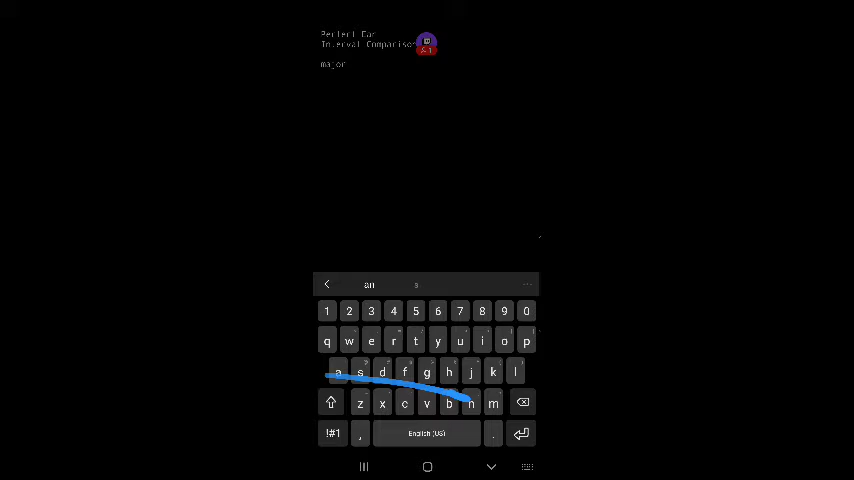 Perfect Ear
Interval Comparison
1
major
an s
1 2 3 4 5 6 7 8 9 0
q w e r t y u i o p
a s d f g h j k l
z x c v b n m
!#1 , English (US) .